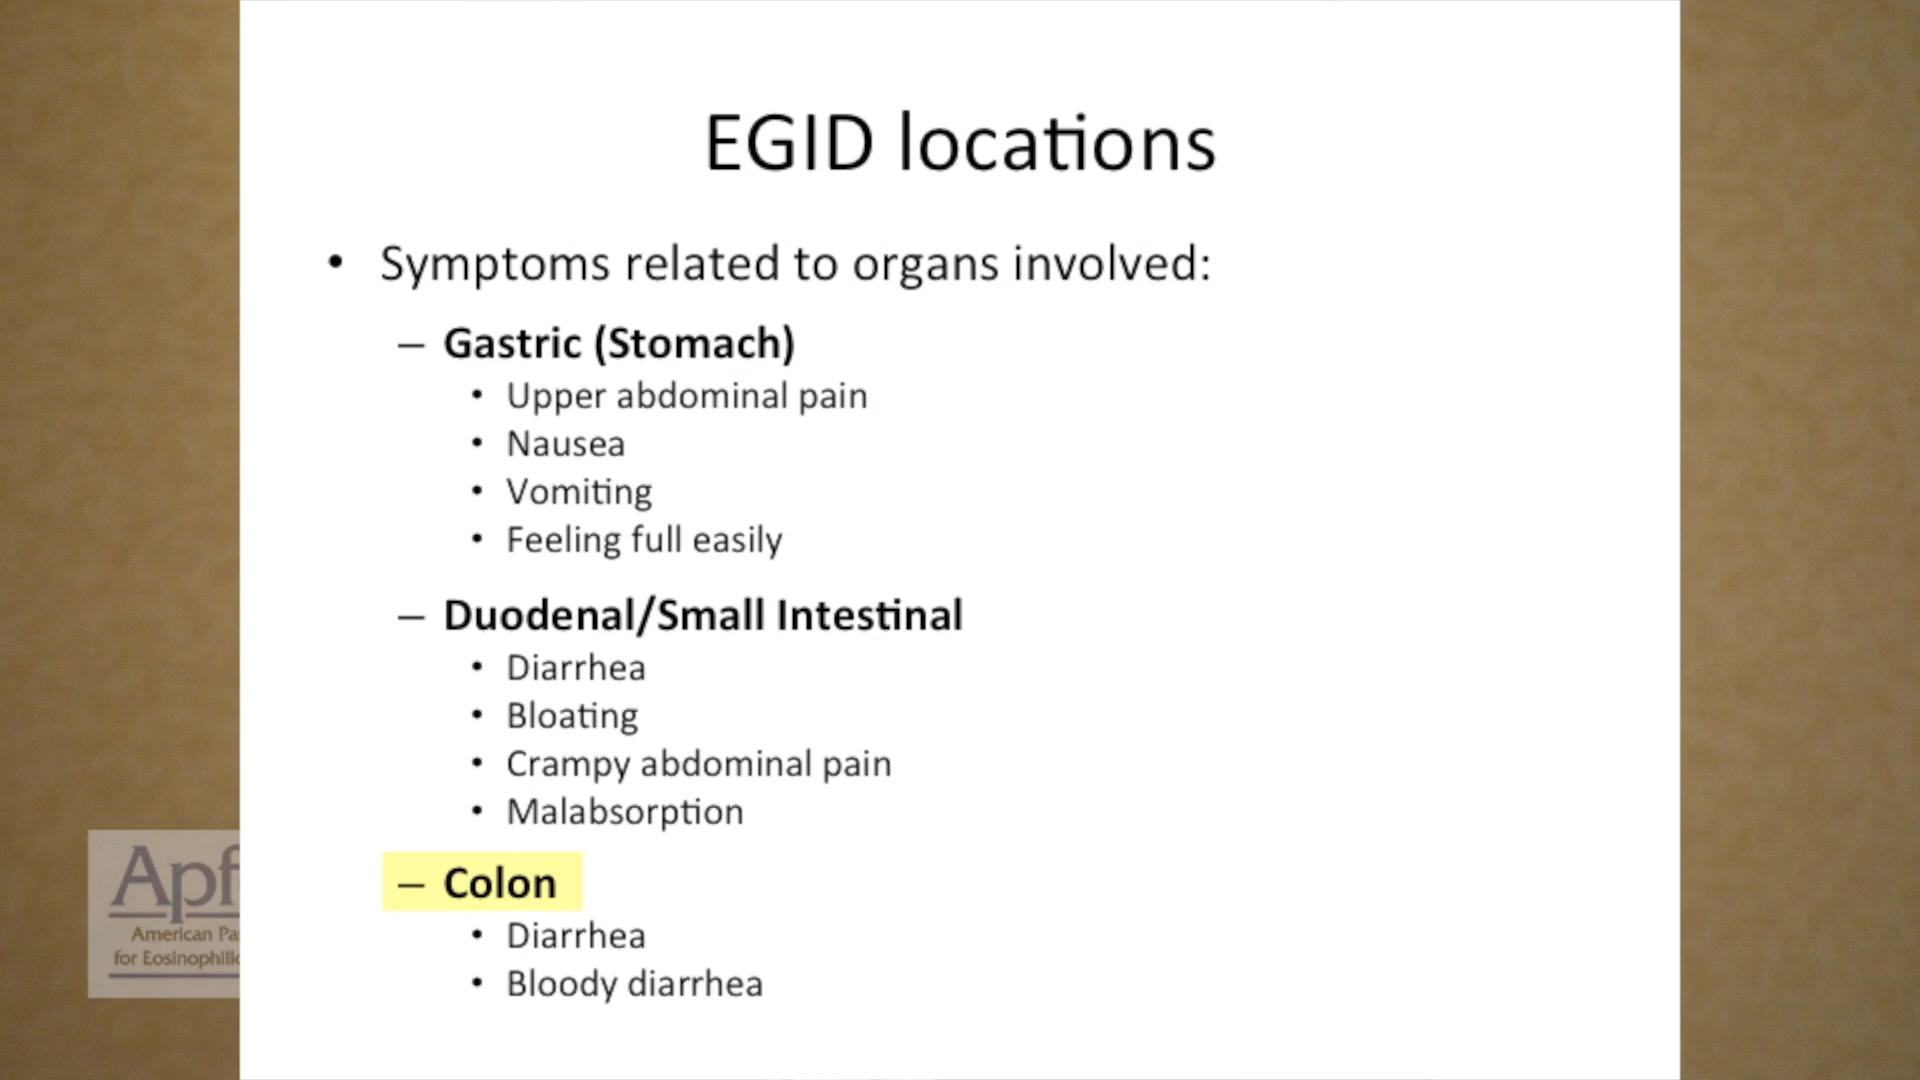 EGID locations
• Symptoms related to organs involved:
– Gastric (Stomach)
• Upper abdominal pain
• Nausea
• Vomiting
• Feeling full easily
– Duodenal/Small Intestinal
• Diarrhea
• Bloating
• Crampy abdominal pain
• Malabsorption
– Colon
• Diarrhea
• Bloody diarrhea
Apf
American Pa
for Eosinophilic